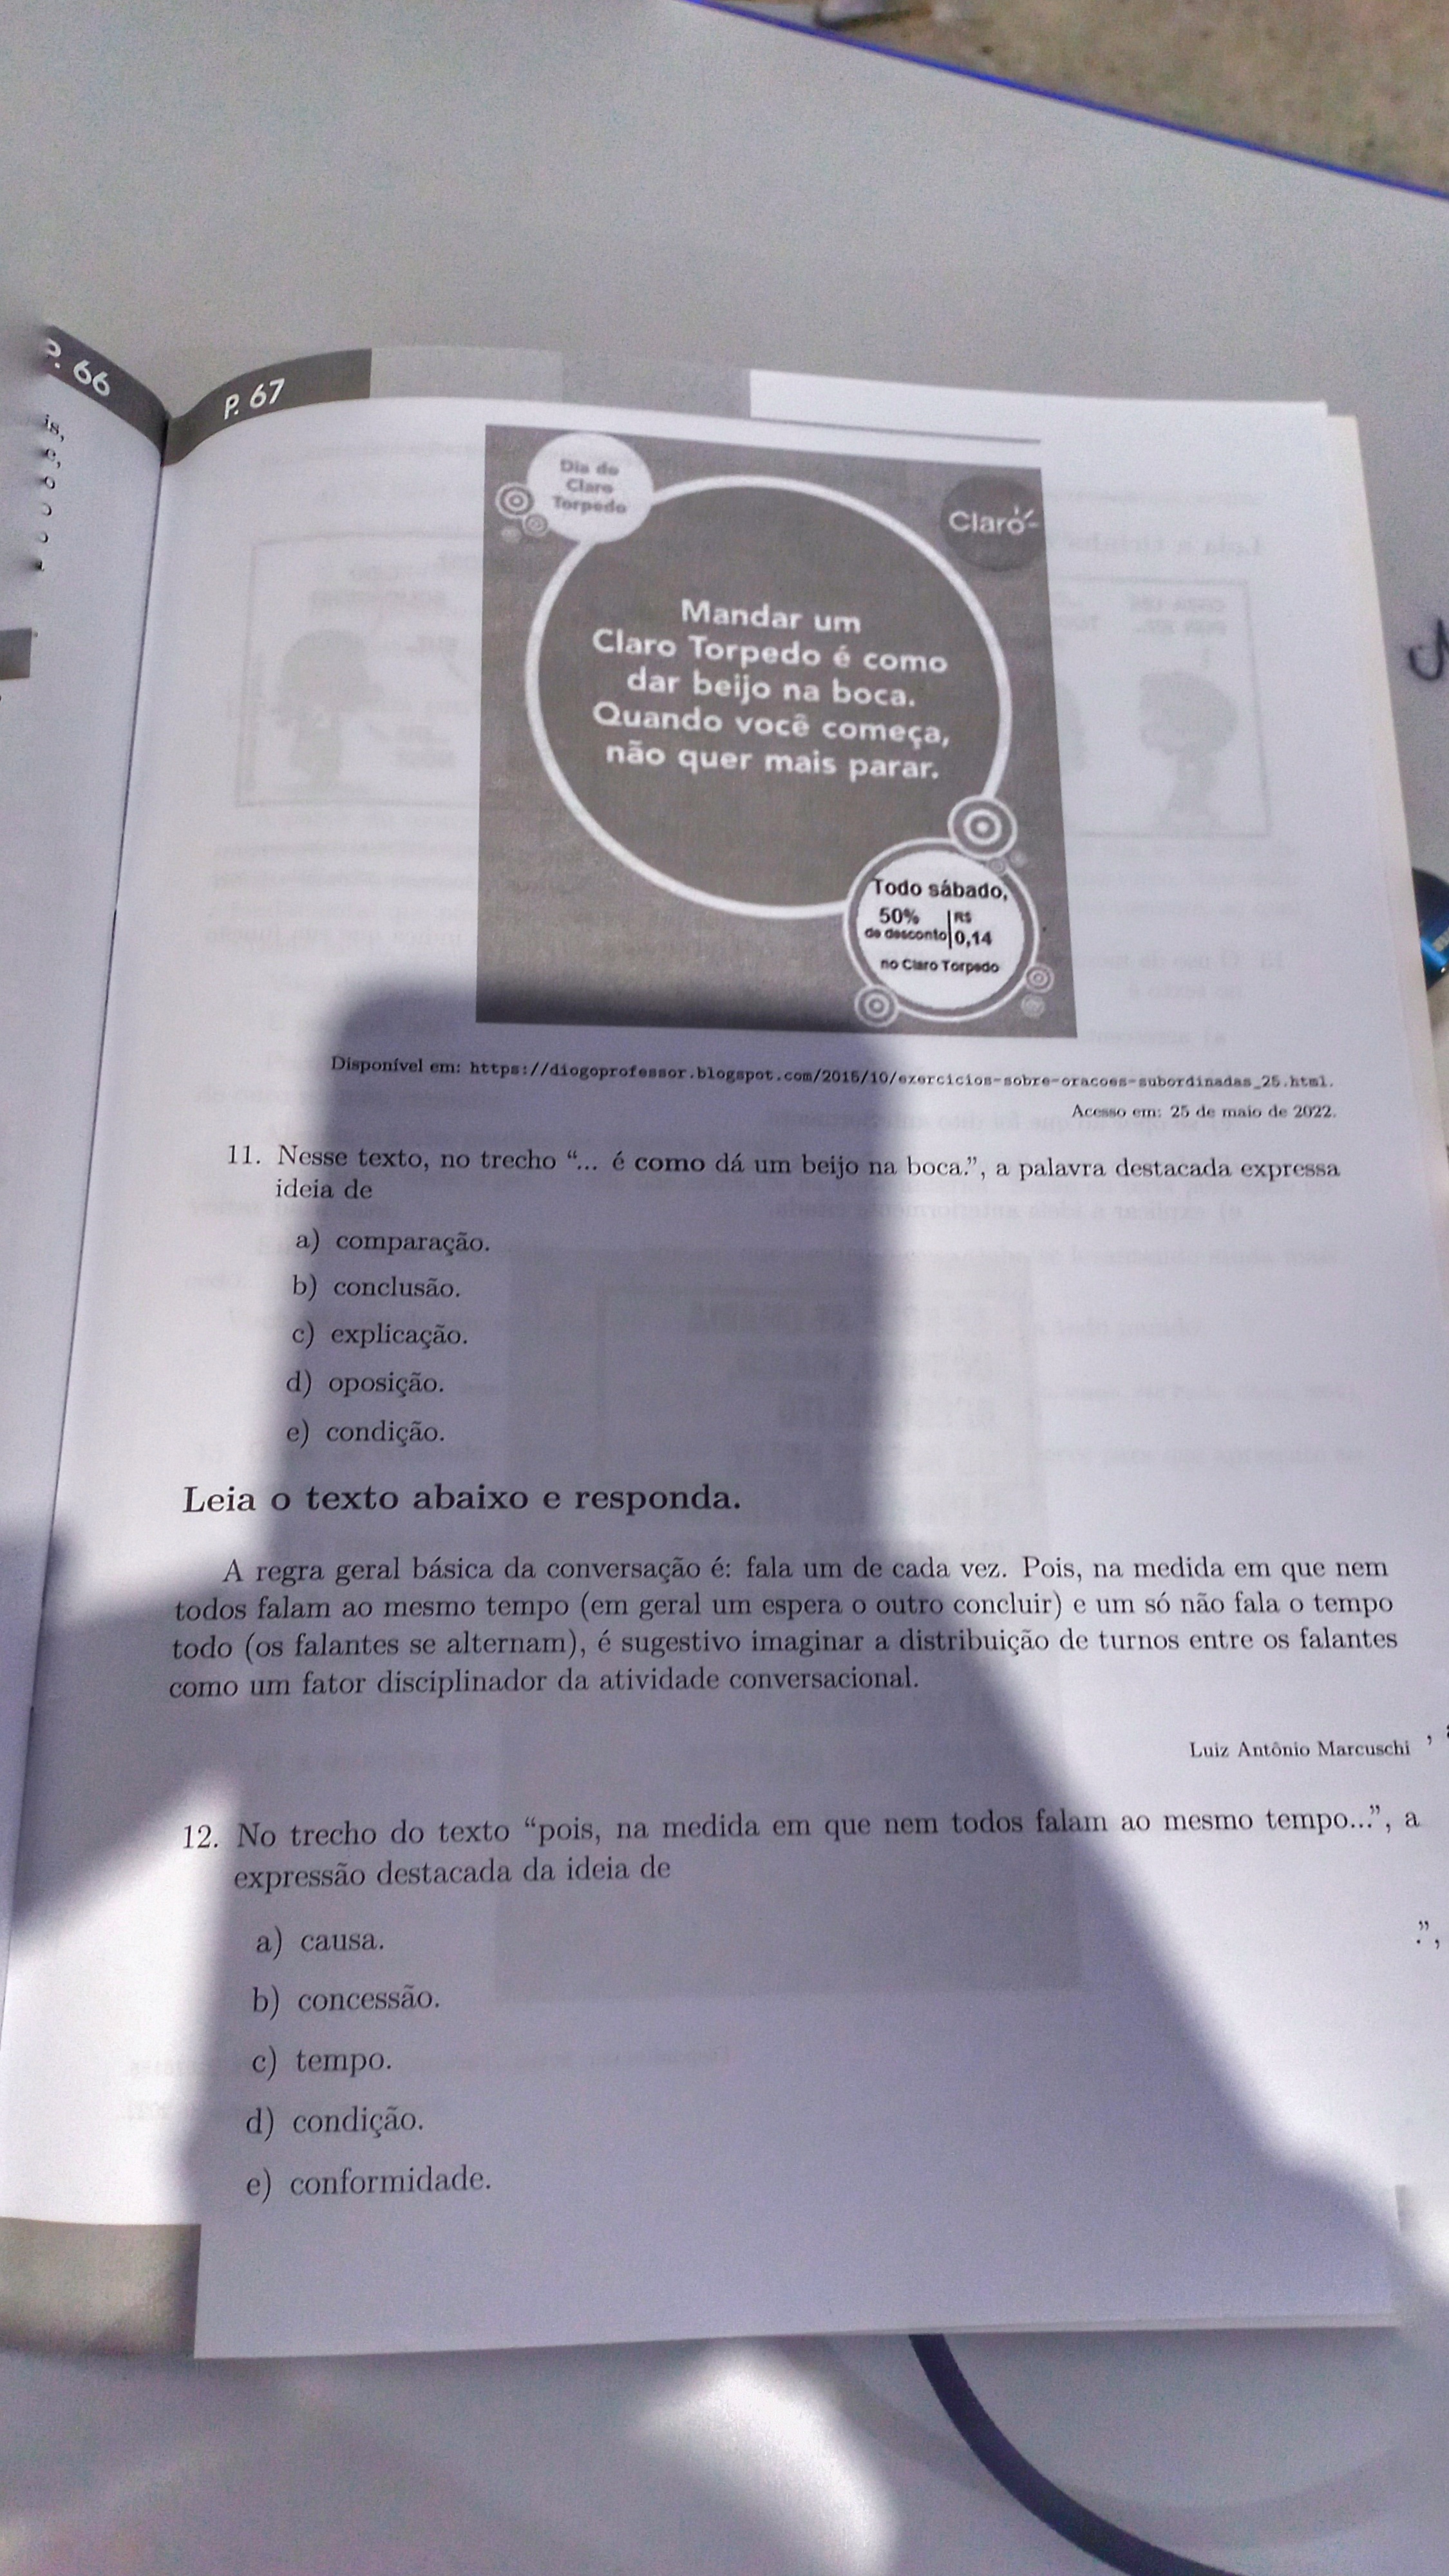 P. 66
P. 67
is,
e,
o
Dia do
Claro
Torpedo
Claro
Mandar um
Claro Torpedo é como
dar beijo na boca.
Quando você começa,
não quer mais parar.
Todo sábado,
50% de desconto
R$ 0,14
no Claro Torpedo
Disponível em: https://diogoprofessor.blogspot.com/2015/10/exercicios-sobre-oracoes-subordinadas_25.html.
Acesso em: 25 de maio de 2022.
11. Nesse texto, no trecho “... é como dá um beijo na boca.”, a palavra destacada expressa
ideia de
a) comparação.
b) conclusão.
c) explicação.
d) oposição.
e) condição.
Leia o texto abaixo e responda.
A regra geral básica da conversação é: fala um de cada vez. Pois, na medida em que nem
todos falam ao mesmo tempo (em geral um espera o outro concluir) e um só não fala o tempo
todo (os falantes se alternam), é sugestivo imaginar a distribuição de turnos entre os falantes
como um fator disciplinador da atividade conversacional.
Luiz Antônio Marcuschi
12. No trecho do texto “pois, na medida em que nem todos falam ao mesmo tempo...”, a
expressão destacada da ideia de
a) causa.
b) concessão.
c) tempo.
d) condição.
e) conformidade.